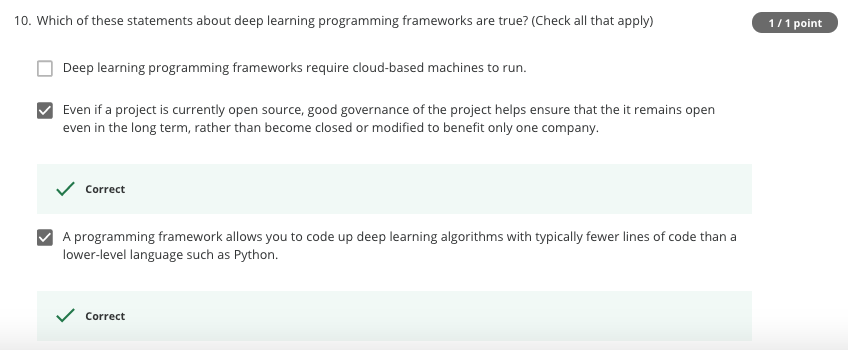 10. Which of these statements about deep learning programming frameworks are true? (Check all that apply)
1 / 1 point
Deep learning programming frameworks require cloud-based machines to run.
Even if a project is currently open source, good governance of the project helps ensure that the it remains open
even in the long term, rather than become closed or modified to benefit only one company.
Correct
A programming framework allows you to code up deep learning algorithms with typically fewer lines of code than a
lower-level language such as Python.
Correct